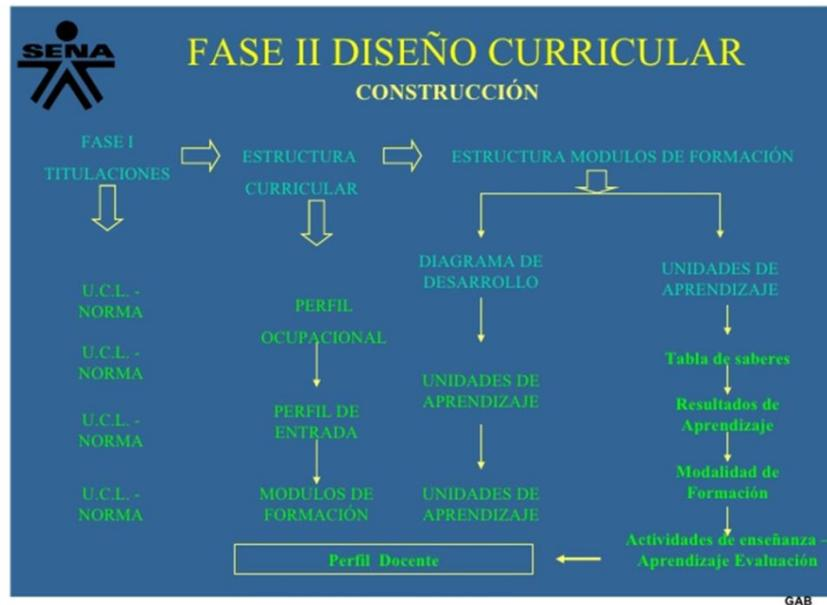 SENA
FASE II DISEÑO CURRICULAR
CONSTRUCCIÓN
FASE I
TITULACIONES
ESTRUCTURA
CURRICULAR
ESTRUCTURA MODULOS DE FORMACIÓN
U.C.L. -
NORMA
U.C.L. -
NORMA
U.C.L. -
NORMA
U.C.L. -
NORMA
PERFIL
OCUPACIONAL
PERFIL DE
ENTRADA
MODULOS DE
FORMACIÓN
DIAGRAMA DE
DESARROLLO
UNIDADES DE
APRENDIZAJE
UNIDADES DE
APRENDIZAJE
UNIDADES DE
APRENDIZAJE
Tabla de saberes
Resultados de
Aprendizaje
Modalidad de
Formación
Actividades de enseñanza –
Aprendizaje Evaluación
Perfil Docente
GAB